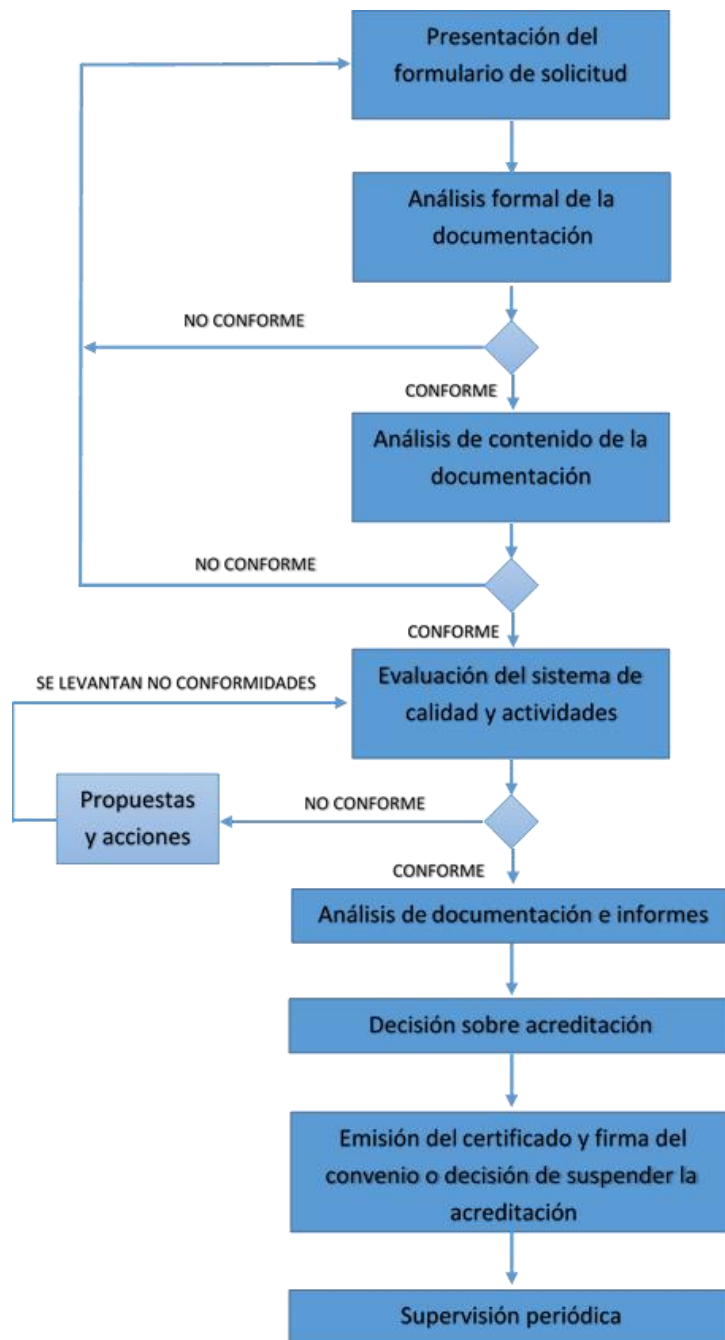 Presentación del
formulario de solicitud
Análisis formal de la
documentación
NO CONFORME
CONFORME
Análisis de contenido de la
documentación
NO CONFORME
CONFORME
SE LEVANTAN NO CONFORMIDADES
Evaluación del sistema de
calidad y actividades
Propuestas
y acciones
NO CONFORME
CONFORME
Análisis de documentación e informes
Decisión sobre acreditación
Emisión del certificado y firma del
convenio o decisión de suspender la
acreditación
Supervisión periódica